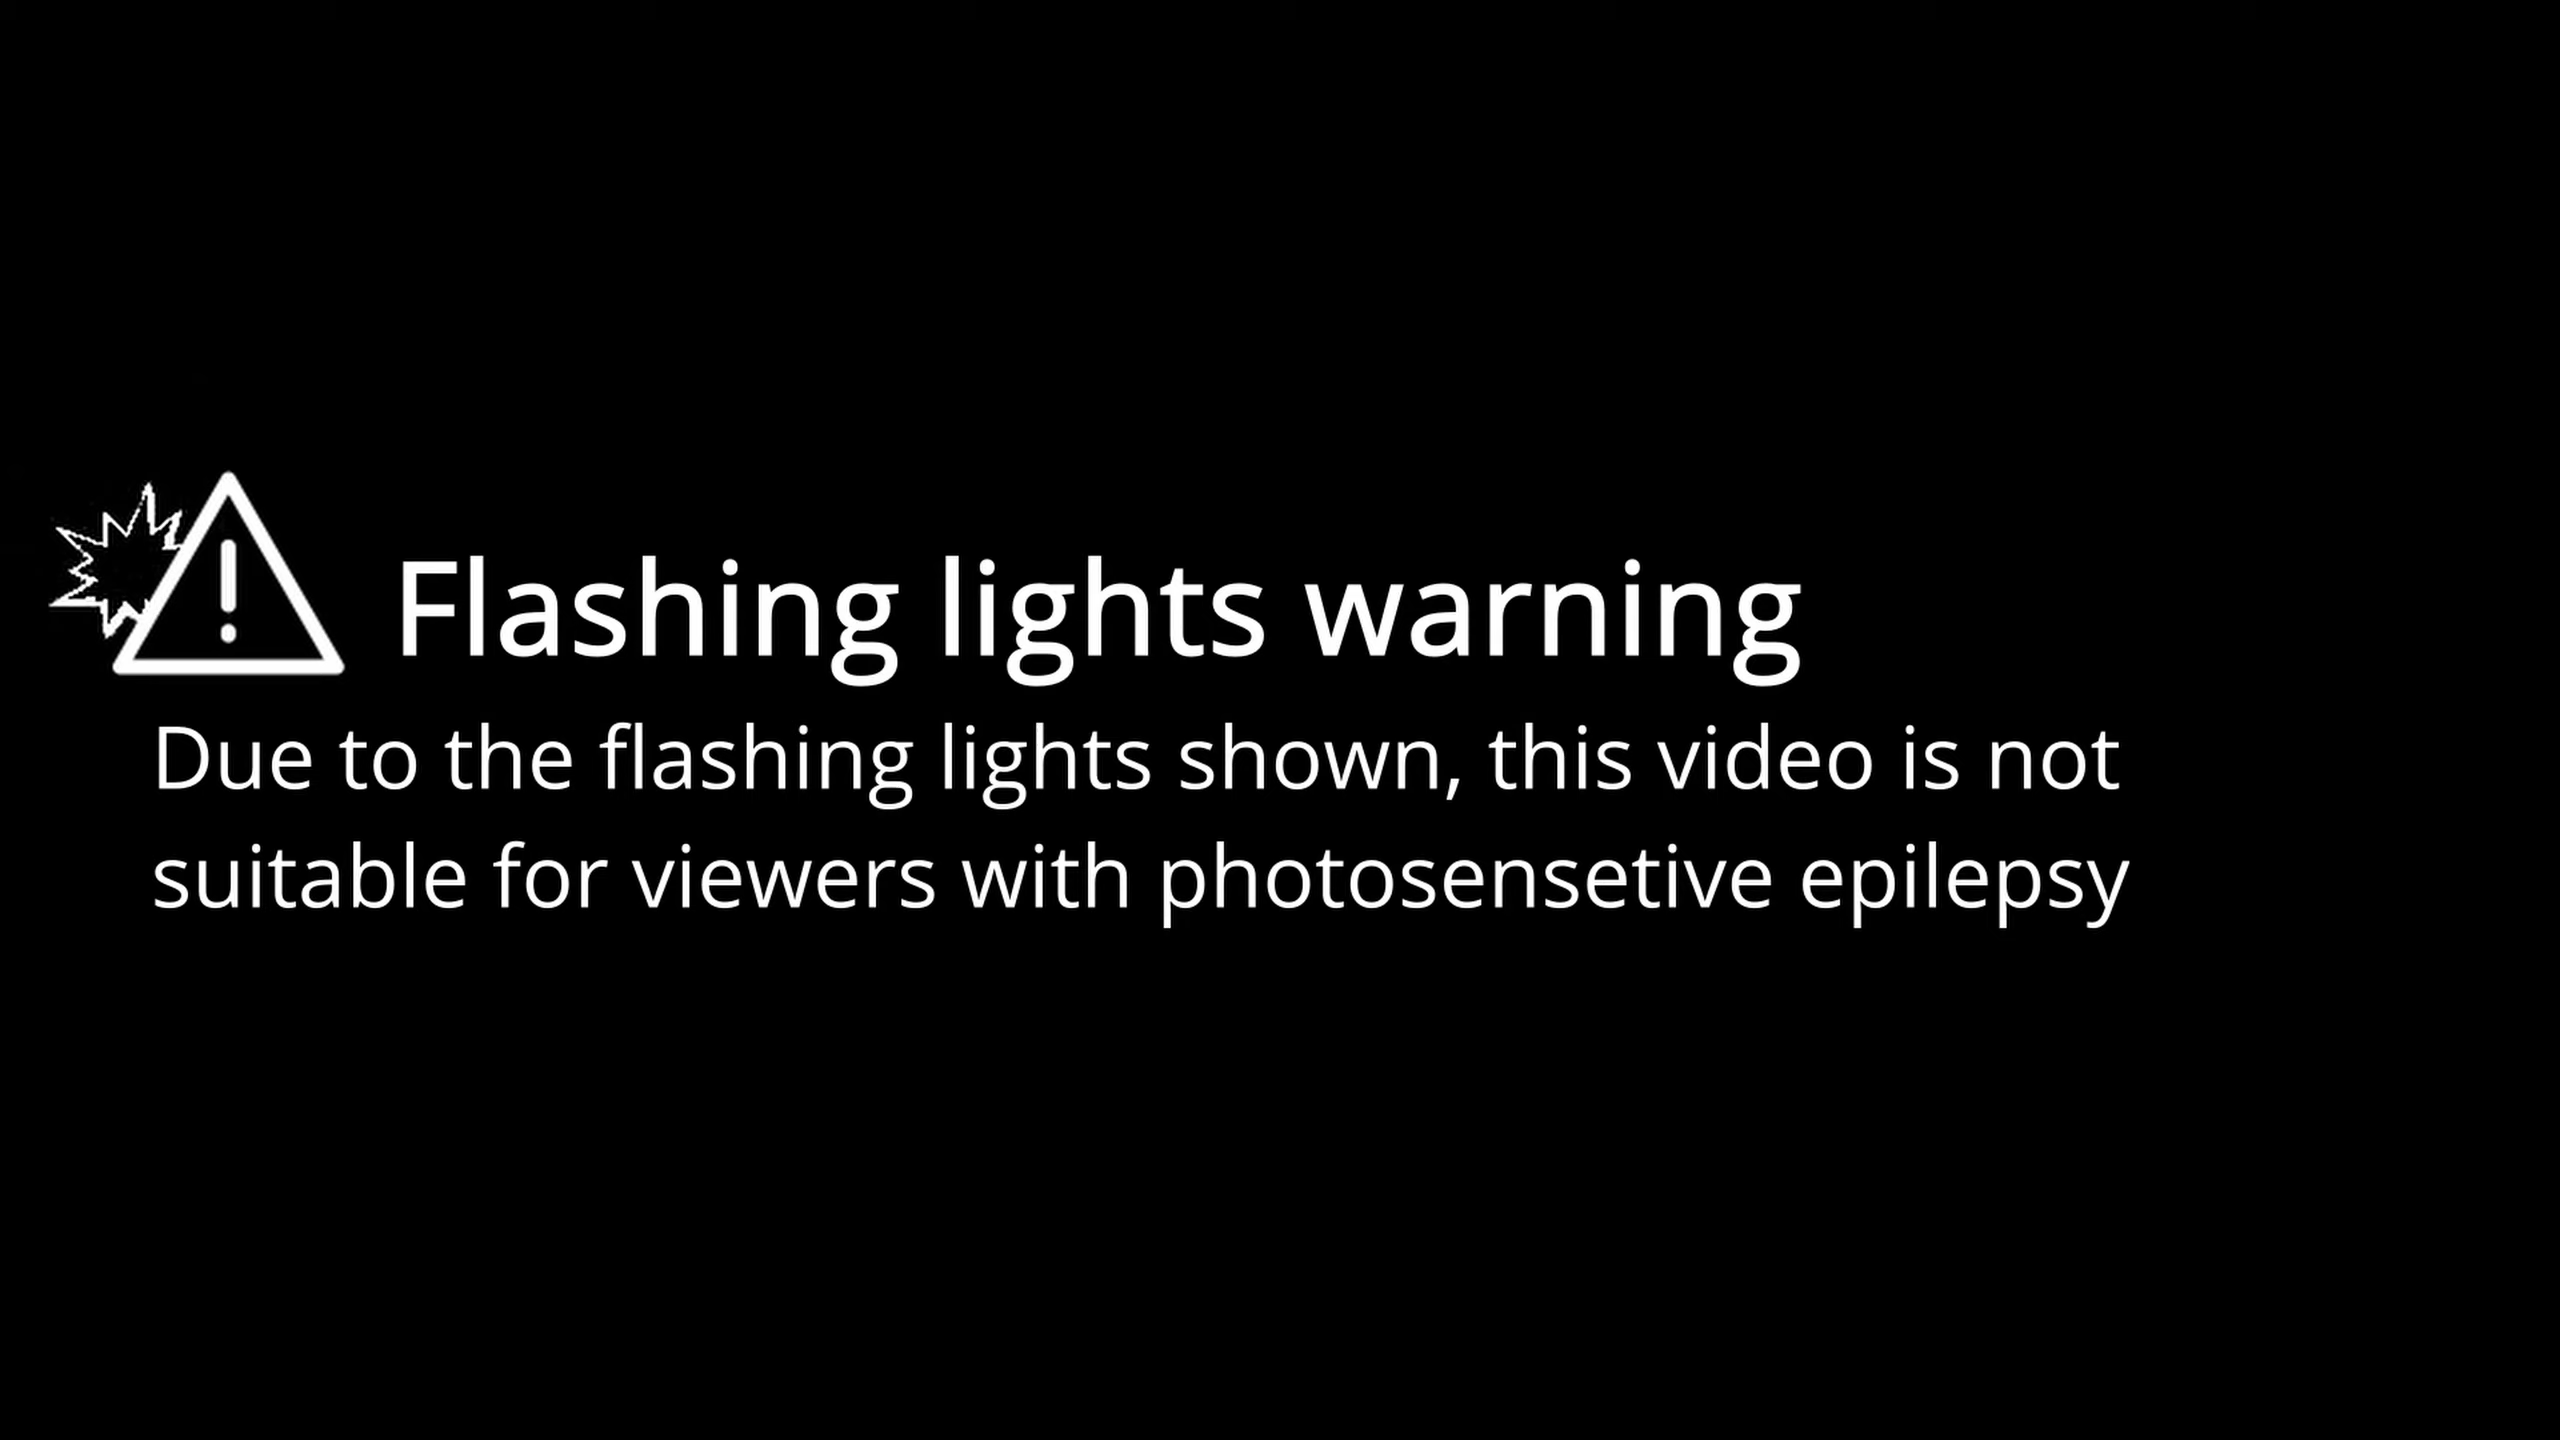 Flashing lights warning
Due to the flashing lights shown, this video is not
suitable for viewers with photosensetive epilepsy